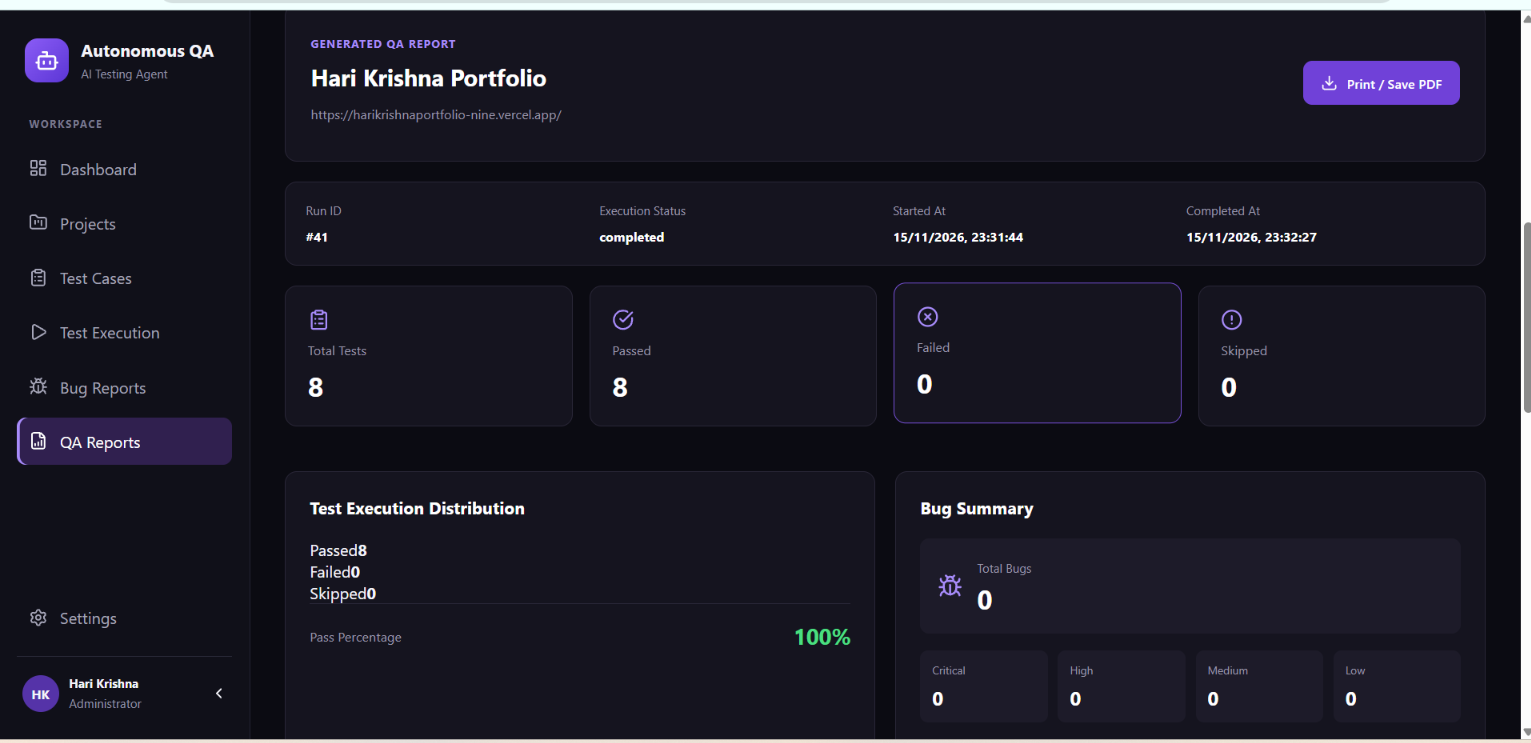 Autonomous QA
AI Testing Agent
WORKSPACE
Dashboard
Projects
Test Cases
Test Execution
Bug Reports
QA Reports
Settings
HK
Hari Krishna
Administrator
GENERATED QA REPORT
Hari Krishna Portfolio
https://harikrishnaportfolio-nine.vercel.app/
Print / Save PDF
Run ID
#41
Execution Status
completed
Started At
15/11/2026, 23:31:44
Completed At
15/11/2026, 23:32:27
Total Tests
8
Passed
8
Failed
0
Skipped
0
Test Execution Distribution
Passed8
Failed0
Skipped0
Pass Percentage
100%
Bug Summary
Total Bugs
0
Critical
0
High
0
Medium
0
Low
0